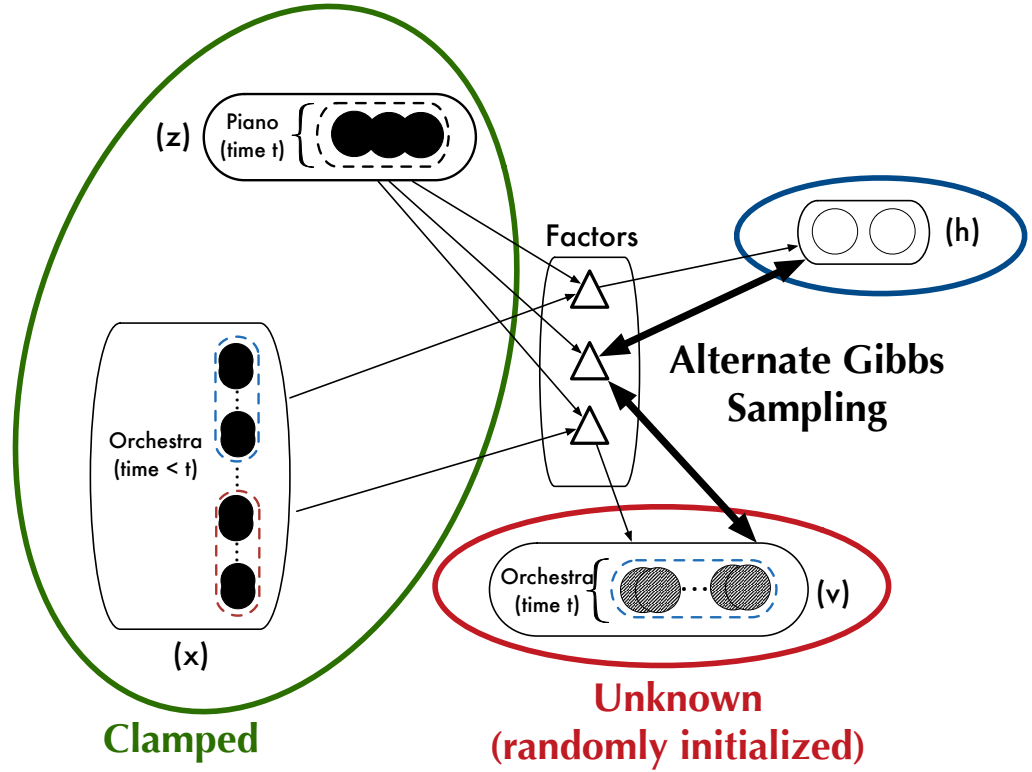 Piano
(time t)
(z)
Factors
(h)
Alternate Gibbs
Sampling
Orchestra
(time < t)
(x)
Orchestra
(time t)
(v)
Clamped
Unknown
(randomly initialized)